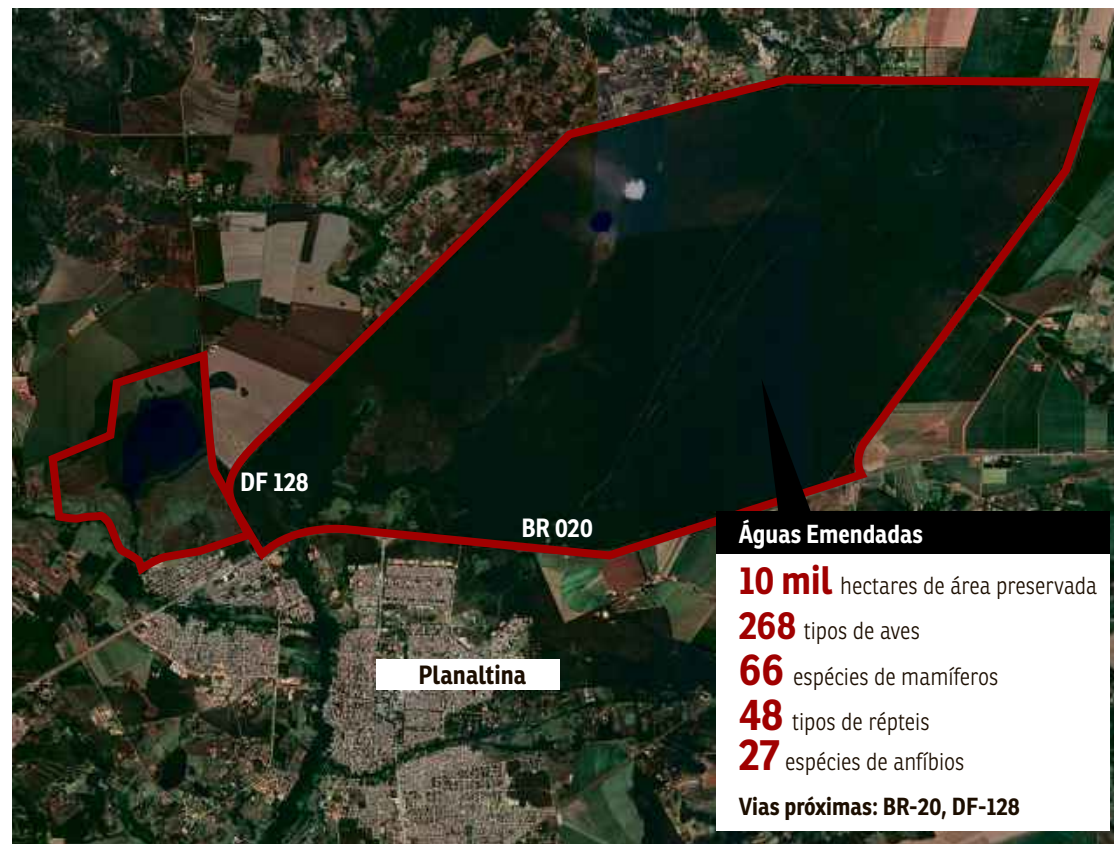 DF 128
BR 020
Planaltina
Águas Emendadas
10 mil hectares de área preservada
268 tipos de aves
66 espécies de mamíferos
48 tipos de répteis
27 espécies de anfíbios
Vias próximas: BR-20, DF-128